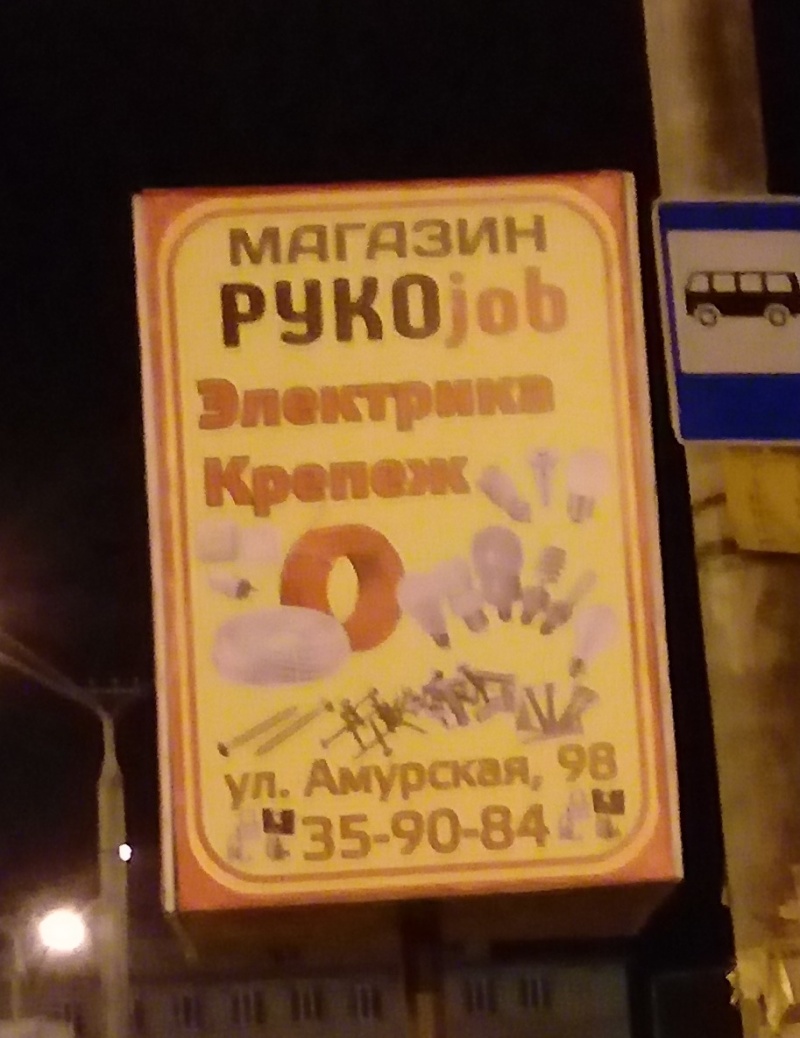 МАГАЗИН
РУКОjob
Электрика
Крепеж
ул. Амурская, 98
35-90-84